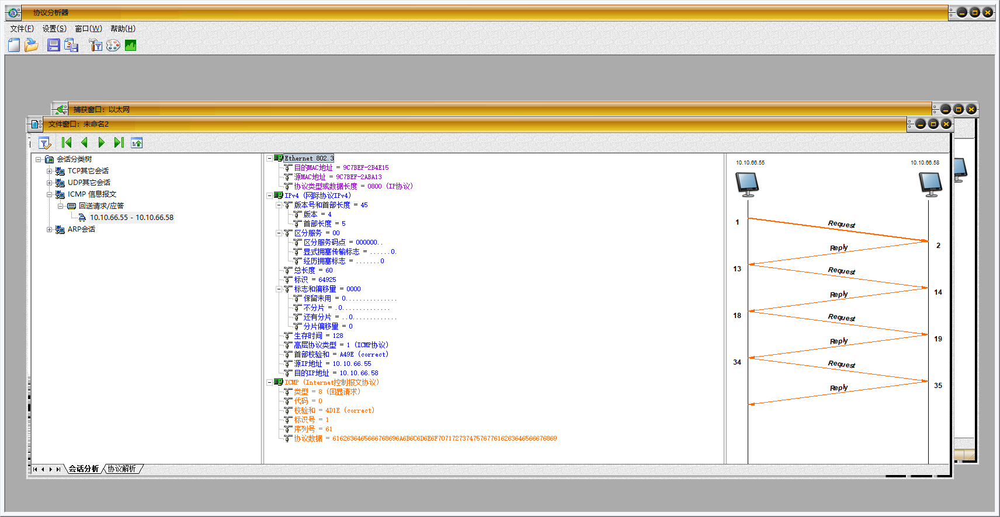 协议分析器
文件(F) 设置(S) 窗口(W) 帮助(H)
捕获窗口：以太网
文件窗口：未命名2
会话分类树
TCP其它会话
UDP其它会话
ICMP 信息报文
回送请求/应答
10.10.66.55 - 10.10.66.58
ARP会话
Ethernet 802.3
目的MAC地址 = 9C7BEF-2B4E15
源MAC地址 = 9C7BEF-2ABA13
协议类型或数据长度 = 0800 (IP协议)
IPv4 (网际协议IPv4)
版本号和首部长度 = 45
版本 = 4
首部长度 = 5
区分服务 = 00
区分服务码点 = 000000..
显式拥塞传输标志 = ......0.
经历拥塞标志 = .......0
总长度 = 60
标识 = 64925
标志和偏移量 = 0000
保留未用 = 0...............
不分片 = .0..............
还有分片 = ..0.............
分片偏移量 = 0
生存时间 = 128
高层协议类型 = 1 (ICMP协议)
首部校验和 = A49E (correct)
源IP地址 = 10.10.66.55
目的IP地址 = 10.10.66.58
ICMP (Internet控制报文协议)
类型 = 8 (回显请求)
代码 = 0
校验和 = 4D1E (correct)
标识号 = 1
序列号 = 61
协议数据 = 6162636465666768696A6B6C6D6E6F7071727374757677616263646566676869
10.10.66.55 10.10.66.58
1 Request
2
Reply
13 Request
14
Reply
18 Request
19
Reply
34 Request
35
Reply
会话分析 协议解析